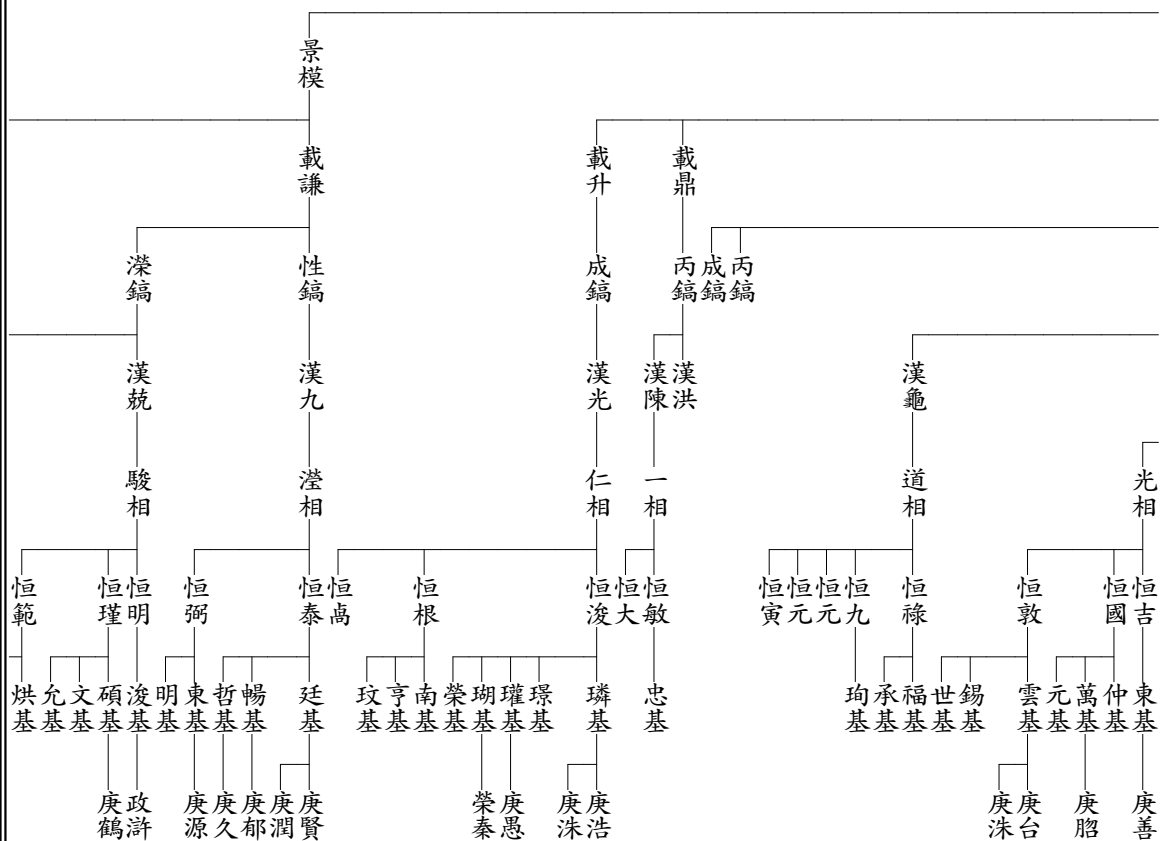 景模
載謙
載升
載鼎
濚鎬
性鎬
成鎬
丙鎬
成鎬
丙鎬
漢兢
漢九
漢光
漢陳
漢洪
漢龜
駿相
瀅相
仁相
一相
道相
光相
恒範
恒瑾
恒明
恒弼
恒泰
恒卨
恒根
恒浚
恒大
恒敏
恒寅
恒元
恒元
恒九
恒祿
恒敦
恒國
恒吉
烘基
允基
文基
碩基
浚基
明基
東基
哲基
暢基
廷基
玟基
亨基
南基
榮基
瑚基
瓘基
璟基
璘基
忠基
珣基
承基
福基
世基
錫基
雲基
元基
萬基
仲基
東基
庚鶴
政滸
庚源
庚久
庚郁
庚潤
庚賢
榮秦
庚愚
庚洙
庚浩
庚洙
庚台
庚䏾
庚善